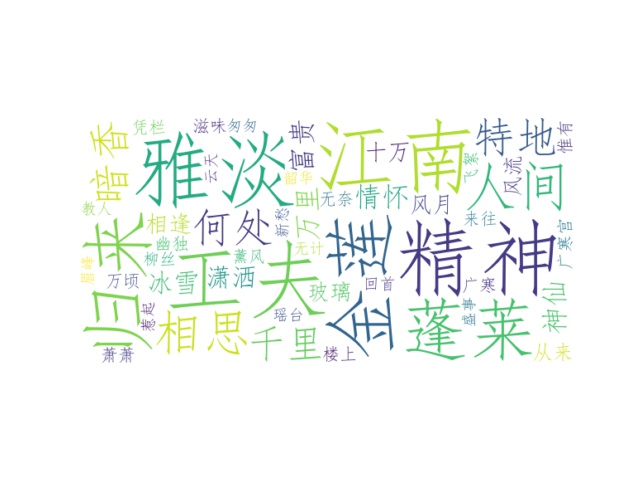 凭栏
滋味
匆匆
暗香
雅淡
云天
富贵
江南
十万
特地
惟有
飞絮
风流
人间
教人
归来
相逢
幽独
何处
新愁
万里
无奈
情怀
风月
来往
广寒宫
眉峰
万顷
柳丝
冰雪
潇洒
薰风
无计
工夫
金莲
精神
玻璃
回首
广寒
盛事
神仙
惹起
萧萧
相思
瑶台
千里
楼上
蓬莱
从来